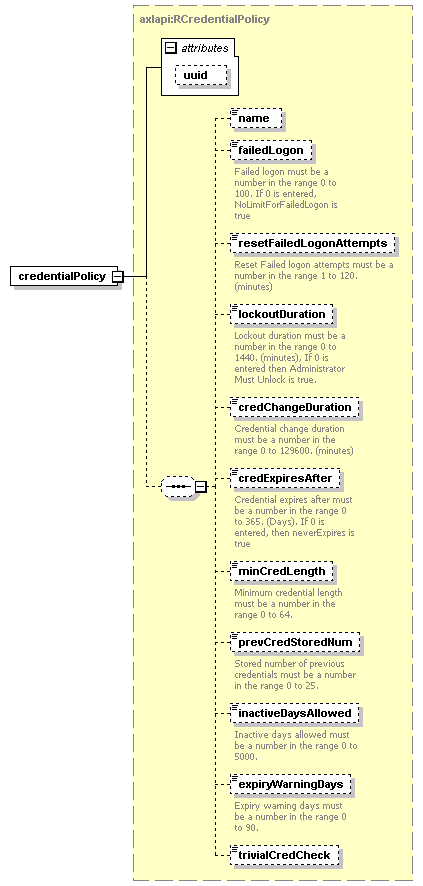 axlapi:RCredentialPolicy
attributes
uuid
name
failedLogon
Failed logon must be a
number in the range 0 to
100. If 0 is entered,
NoLimitForFailedLogon is
true
resetFailedLogonAttempts
Reset Failed logon attempts must be a
number in the range 1 to 120.
(minutes)
credentialPolicy
lockoutDuration
Lockout duration must be a
number in the range 0 to
1440. (minutes), If 0 is
entered then Administrator
Must Unlock is true.
credChangeDuration
Credential change duration
must be a number in the
range 0 to 129600. (minutes)
credExpiresAfter
Credential expires after must
be a number in the range 0
to 365. (Days). If 0 is
entered, then neverExpires is
true
minCredLength
Minimum credential length
must be a number in the
range 0 to 64.
prevCredStoredNum
Stored number of previous
credentials must be a number
in the range 0 to 25.
inactiveDaysAllowed
Inactive days allowed must
be a number in the range 0 to
5000.
expiryWarningDays
Expiry warning days must
be a number in the range 0
to 90.
trivialCredCheck